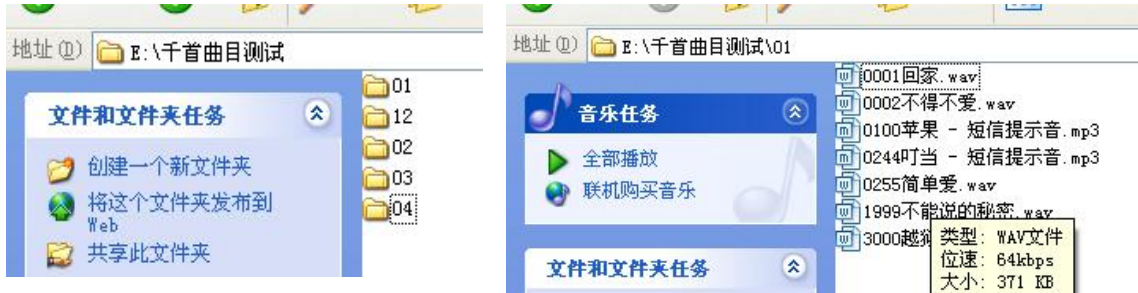 地址(D) E:\千首曲目测试
01
12
02
03
04
文件和文件夹任务
创建一个新文件夹
将这个文件夹发布到
Web
共享此文件夹
地址(D) E:\千首曲目测试\01
音乐任务
全部播放
联机购买音乐
文件和文件夹任务
0001回家.wav
0002不得不爱.wav
0100苹果 - 短信提示音.mp3
0244叮当 - 短信提示音.mp3
0255简单爱.wav
1999不能说的秘密.wav
3000越狱
类型: WAV文件
位速: 64kbps
大小: 371 KB